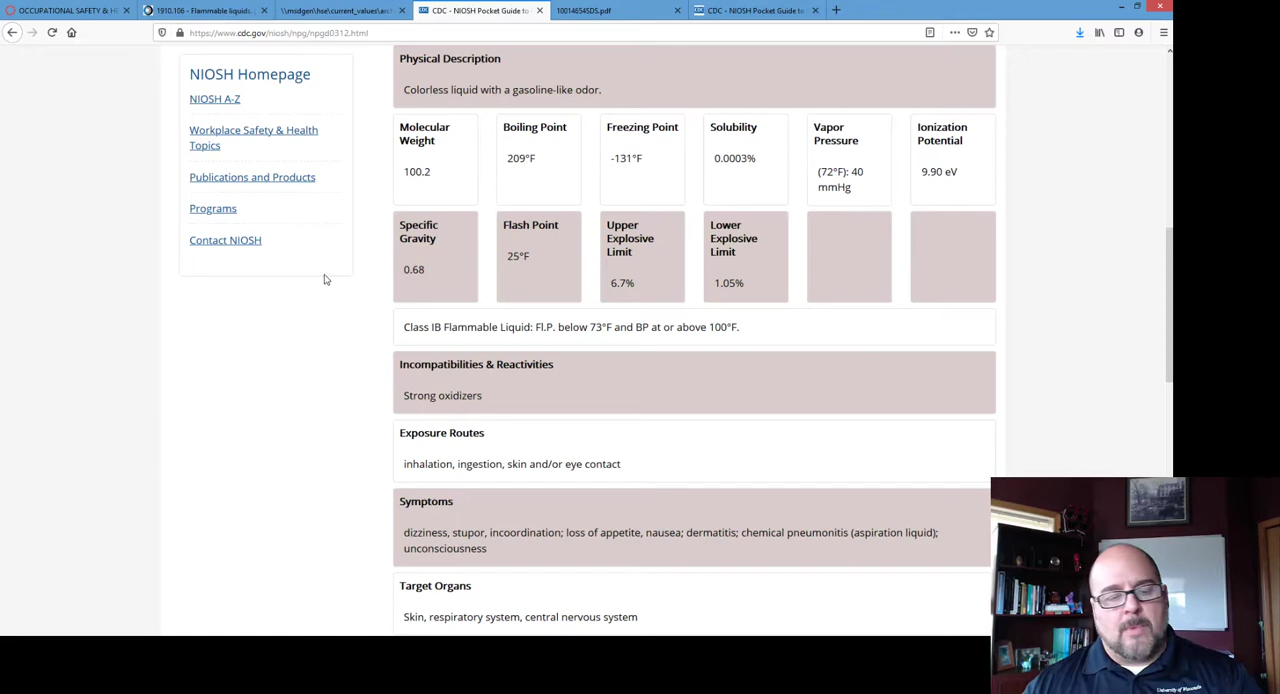 OCCUPATIONAL SAFETY & HE
1910.106 - Flammable liquids. |
\\msdgen\hse\current_values\arc
CDC - NIOSH Pocket Guide to
10014654SDS.pdf
CDC - NIOSH Pocket Guide to
https://www.cdc.gov/niosh/npg/npgd0312.html
NIOSH Homepage
NIOSH A-Z
Workplace Safety & Health
Topics
Publications and Products
Programs
Contact NIOSH
Physical Description
Colorless liquid with a gasoline-like odor.
Molecular
Weight
100.2
Boiling Point
209°F
Freezing Point
-131°F
Solubility
0.0003%
Vapor
Pressure
(72°F): 40
mmHg
Ionization
Potential
9.90 eV
Specific
Gravity
0.68
Flash Point
25°F
Upper
Explosive
Limit
6.7%
Lower
Explosive
Limit
1.05%
Class IB Flammable Liquid: Fl.P. below 73°F and BP at or above 100°F.
Incompatibilities & Reactivities
Strong oxidizers
Exposure Routes
inhalation, ingestion, skin and/or eye contact
Symptoms
dizziness, stupor, incoordination; loss of appetite, nausea; dermatitis; chemical pneumonitis (aspiration liquid);
unconsciousness
Target Organs
Skin, respiratory system, central nervous system